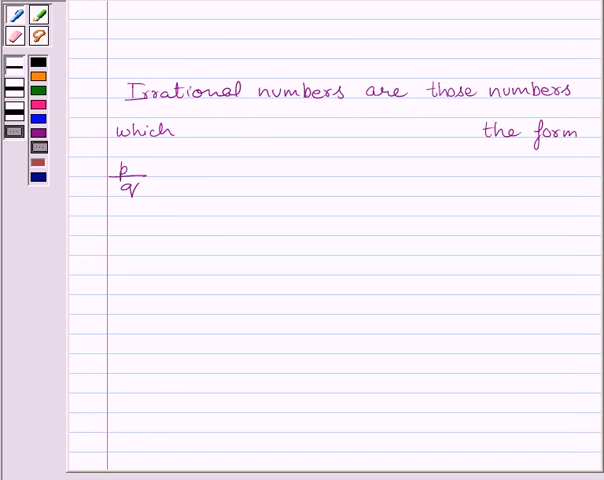 Irrational numbers are those numbers
which the form
p
q